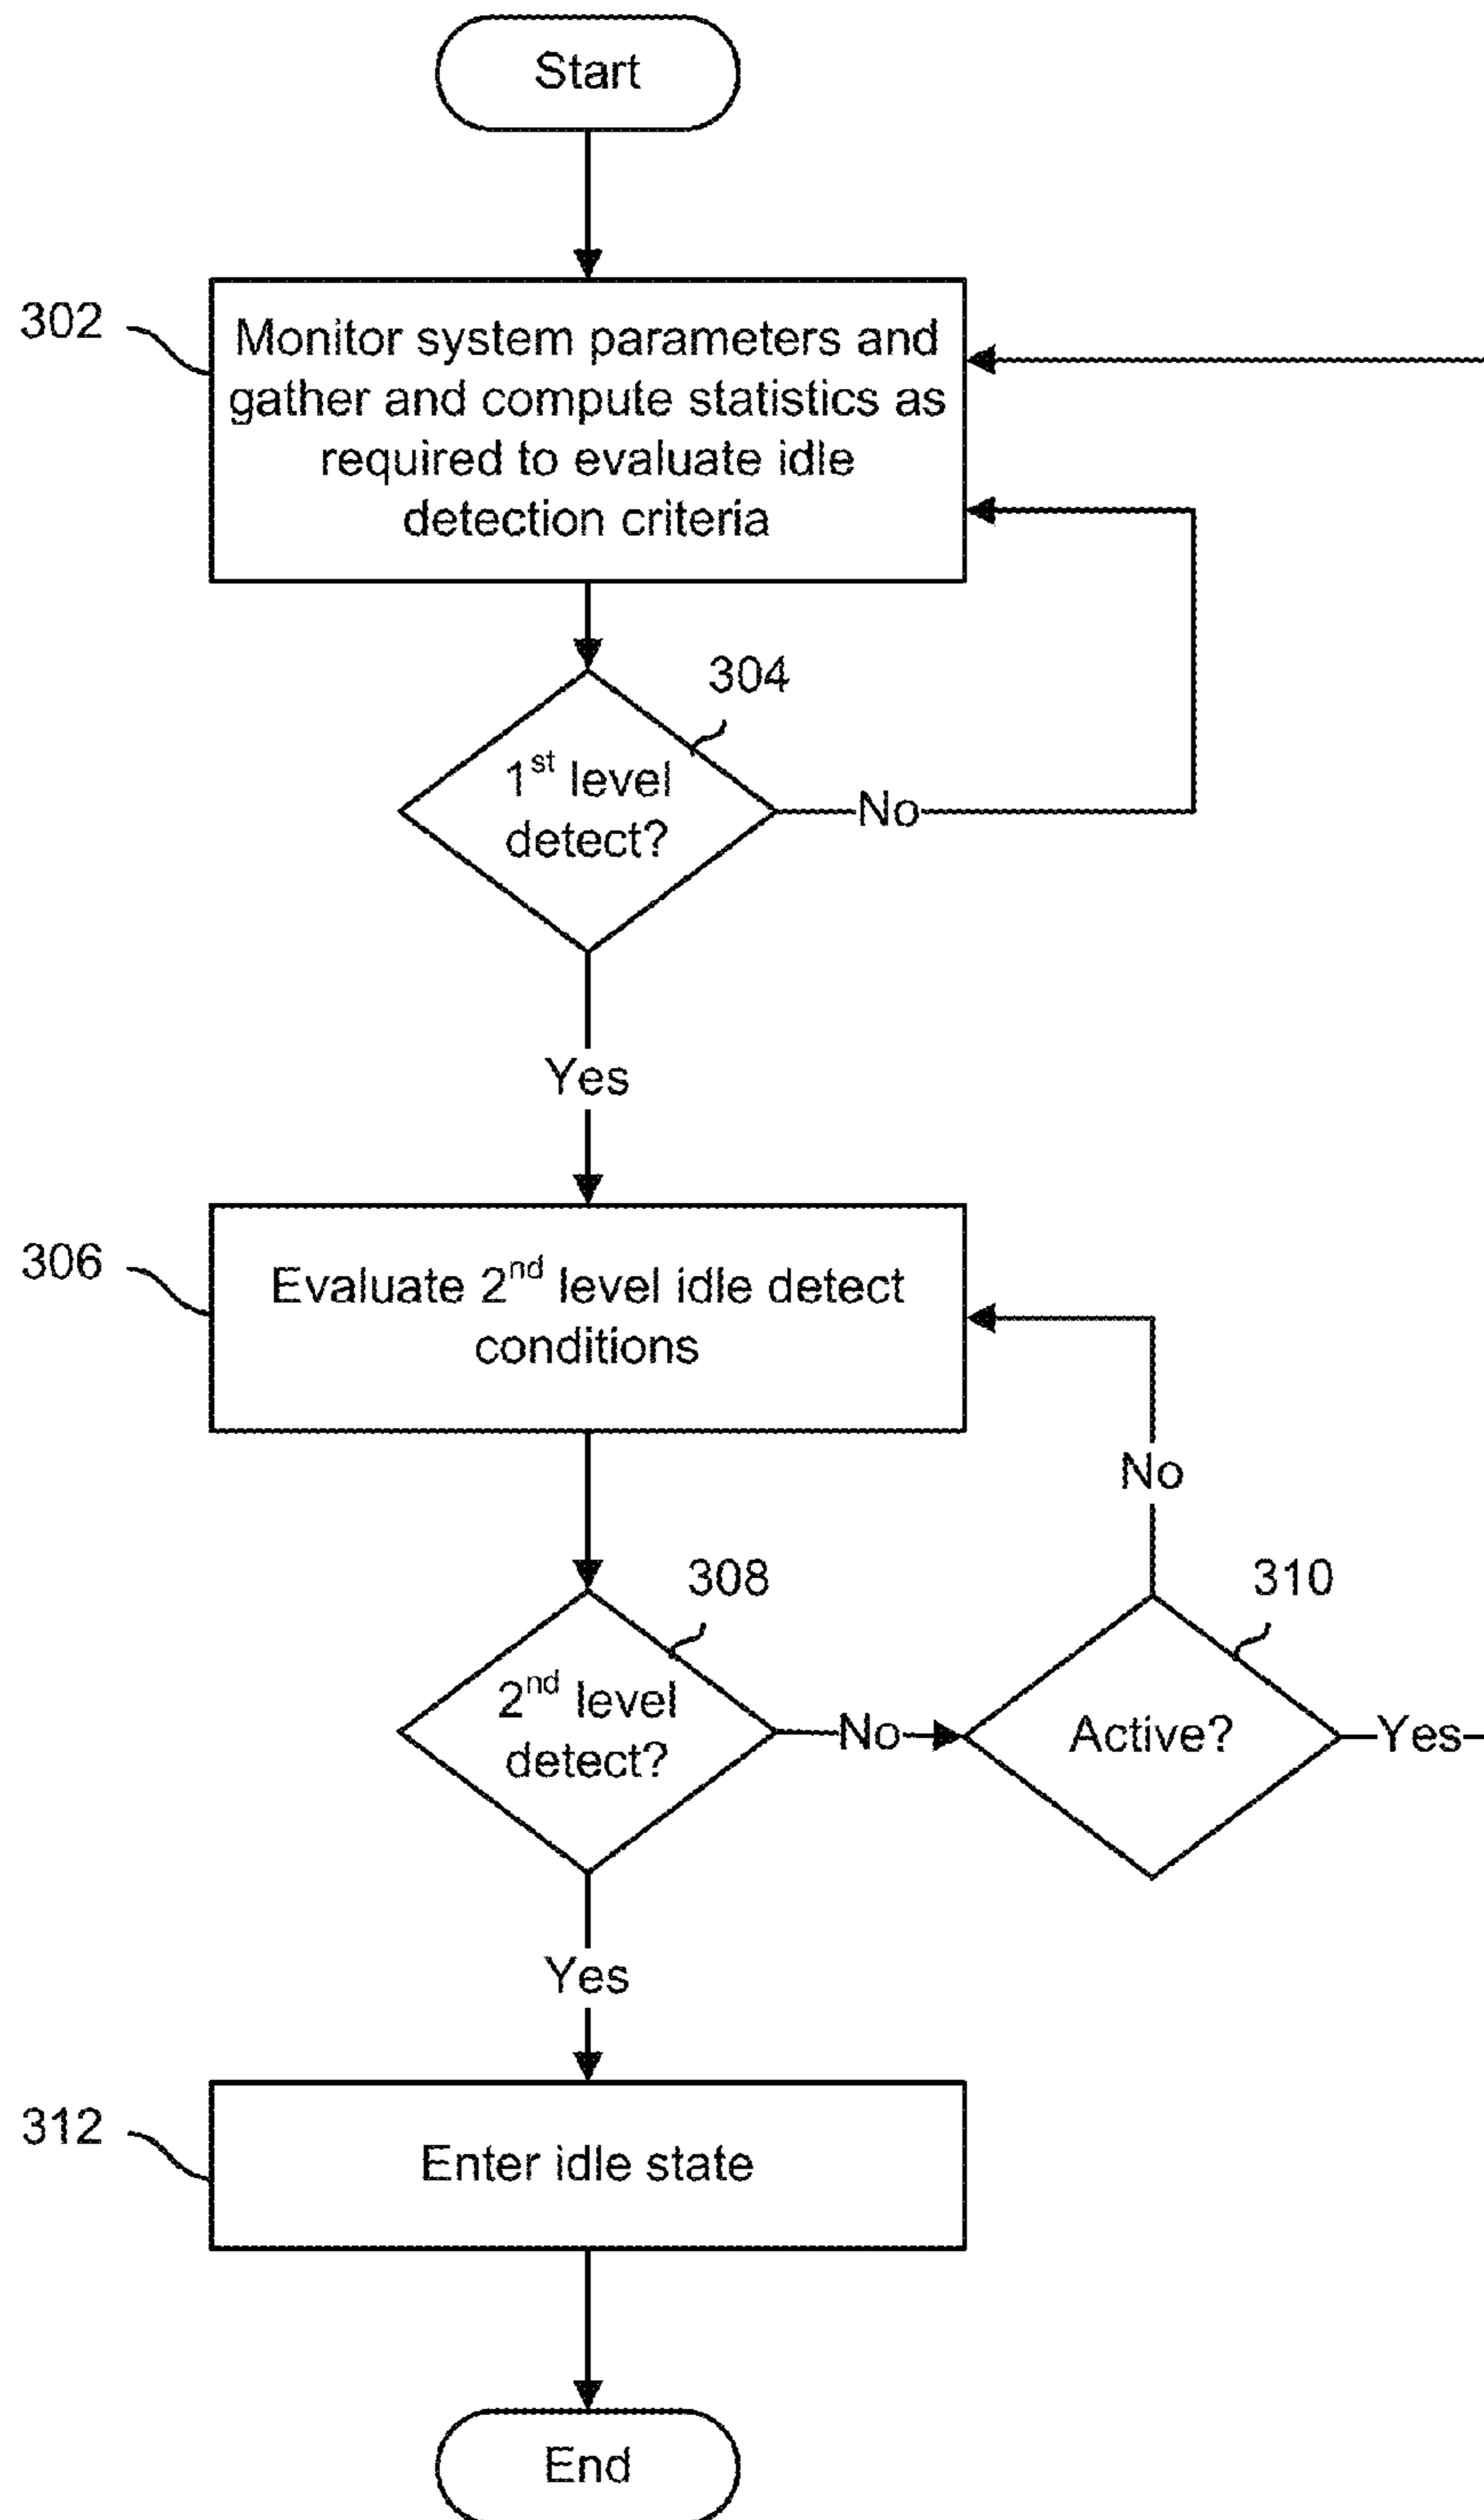 Start
302
Monitor system parameters and
gather and compute statistics as
required to evaluate idle
detection criteria
304
1st level
detect?
No
Yes
306
Evaluate 2nd level idle detect
conditions
No
308
310
2nd level
detect?
No
Active?
Yes
Yes
312
Enter idle state
End